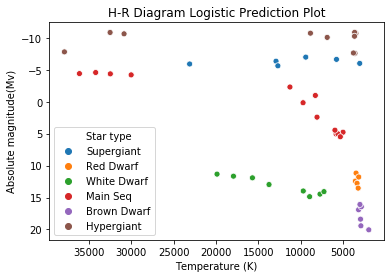 H-R Diagram Logistic Prediction Plot
Absolute magnitude(Mv)
−10
−5
0
5
10
15
20
Star type
Supergiant
Red Dwarf
White Dwarf
Main Seq
Brown Dwarf
Hypergiant
35000 30000 25000 20000 15000 10000 5000
Temperature (K)